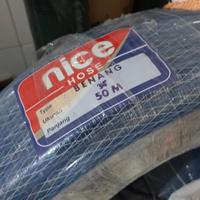 nice
HOSE
BENANG
Type
Ukuran
Panjang
50 M